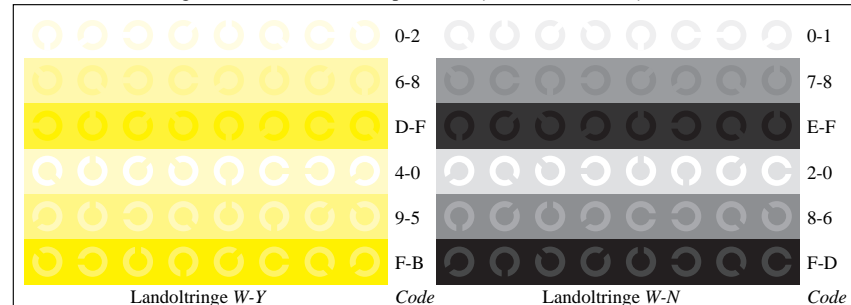 0-2 0-1
6-8 7-8
D-F E-F
4-0 2-0
9-5 8-6
F-B F-D
Landoltringe W-Y Code Landoltringe W-N Code